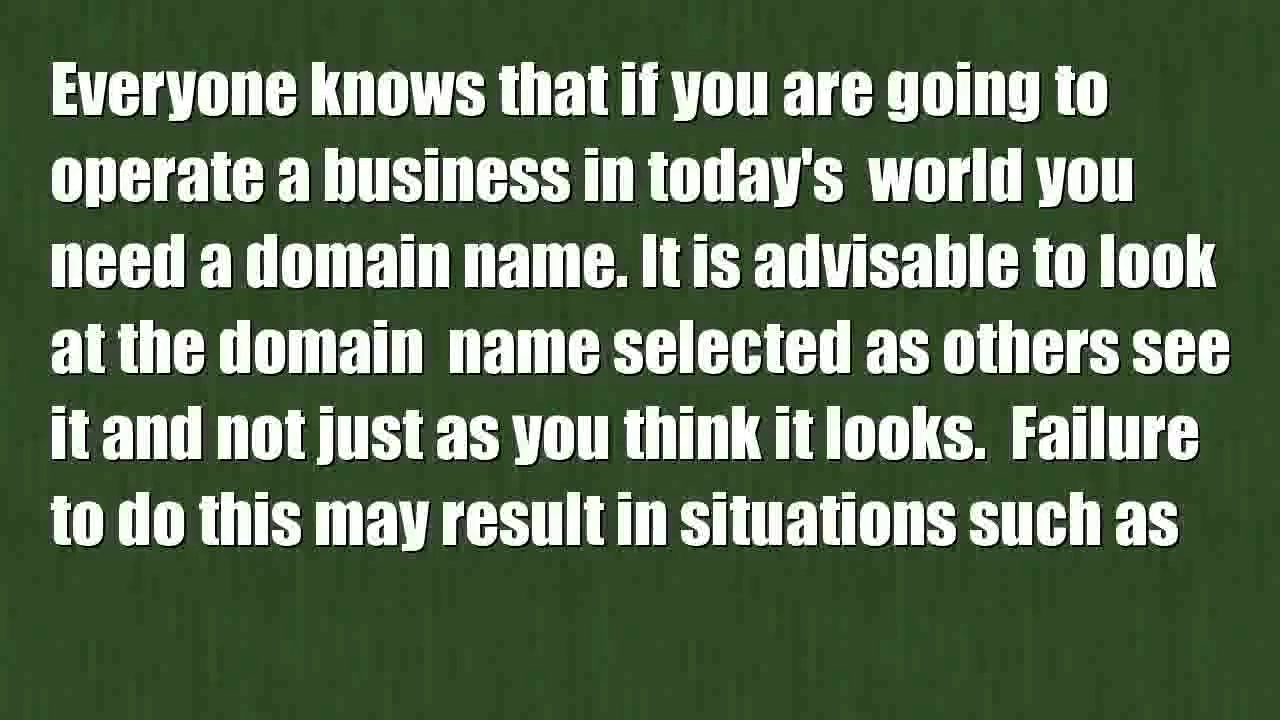 Everyone knows that if you are going to
operate a business in today's  world you
need a domain name. It is advisable to look
at the domain  name selected as others see
it and not just as you think it looks.  Failure
to do this may result in situations such as